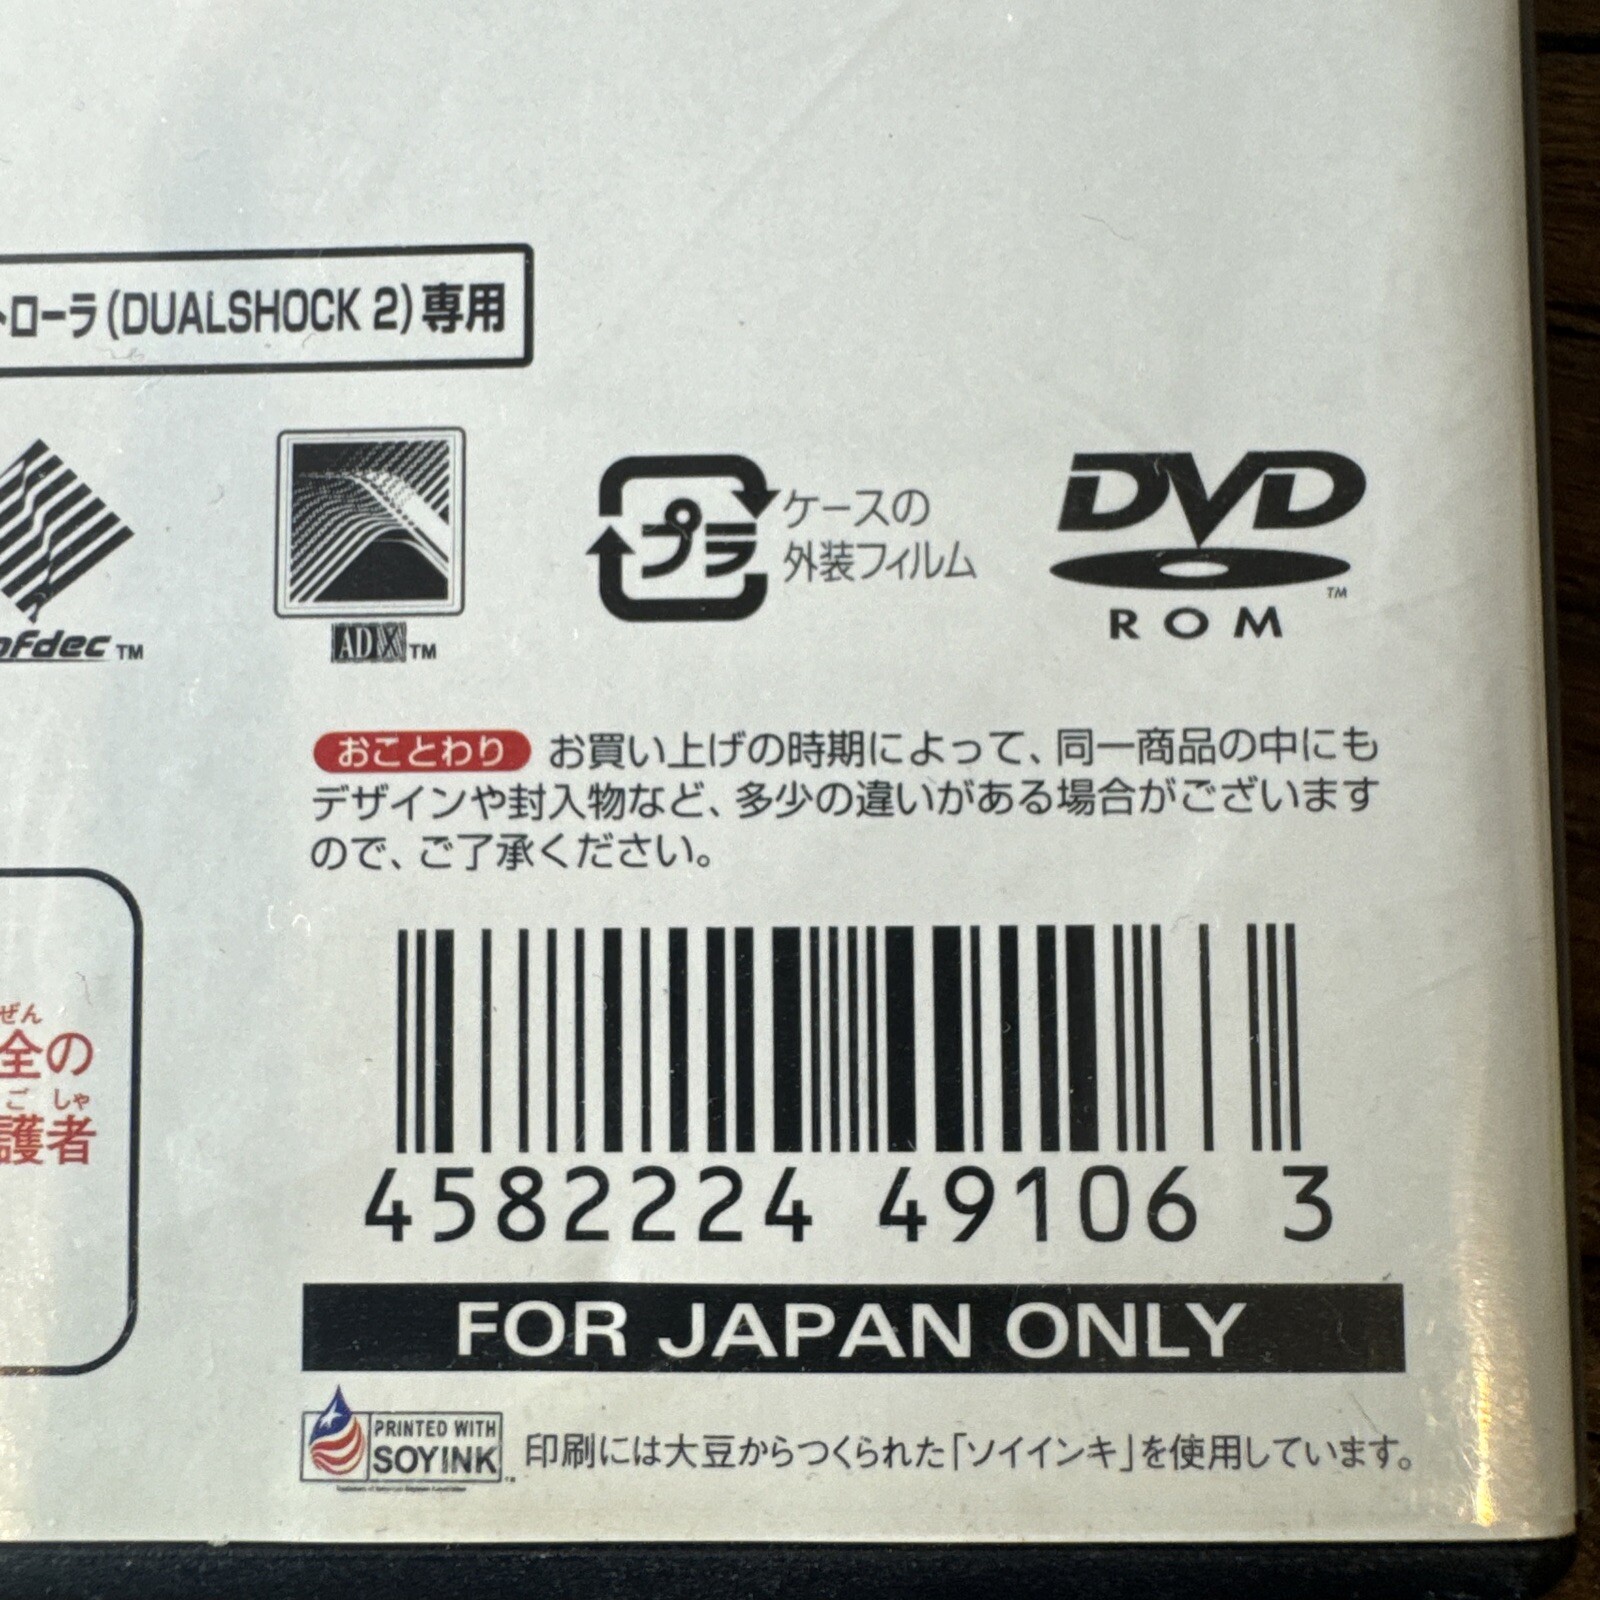 トローラ(DUALSHOCK 2)専用
ofdec TM
ADX TM
プラ
ケースの
外装フィルム
DVD
TM
ROM
おことわり お買い上げの時期によって、同一商品の中にも
デザインや封入物など、多少の違いがある場合がございます
ので、ご了承ください。
ぜん
全の
ご しゃ
護者
4582224 49106 3
FOR JAPAN ONLY
PRINTED WITH
SOYINK
印刷には大豆からつくられた「ソイインキ」を使用しています。